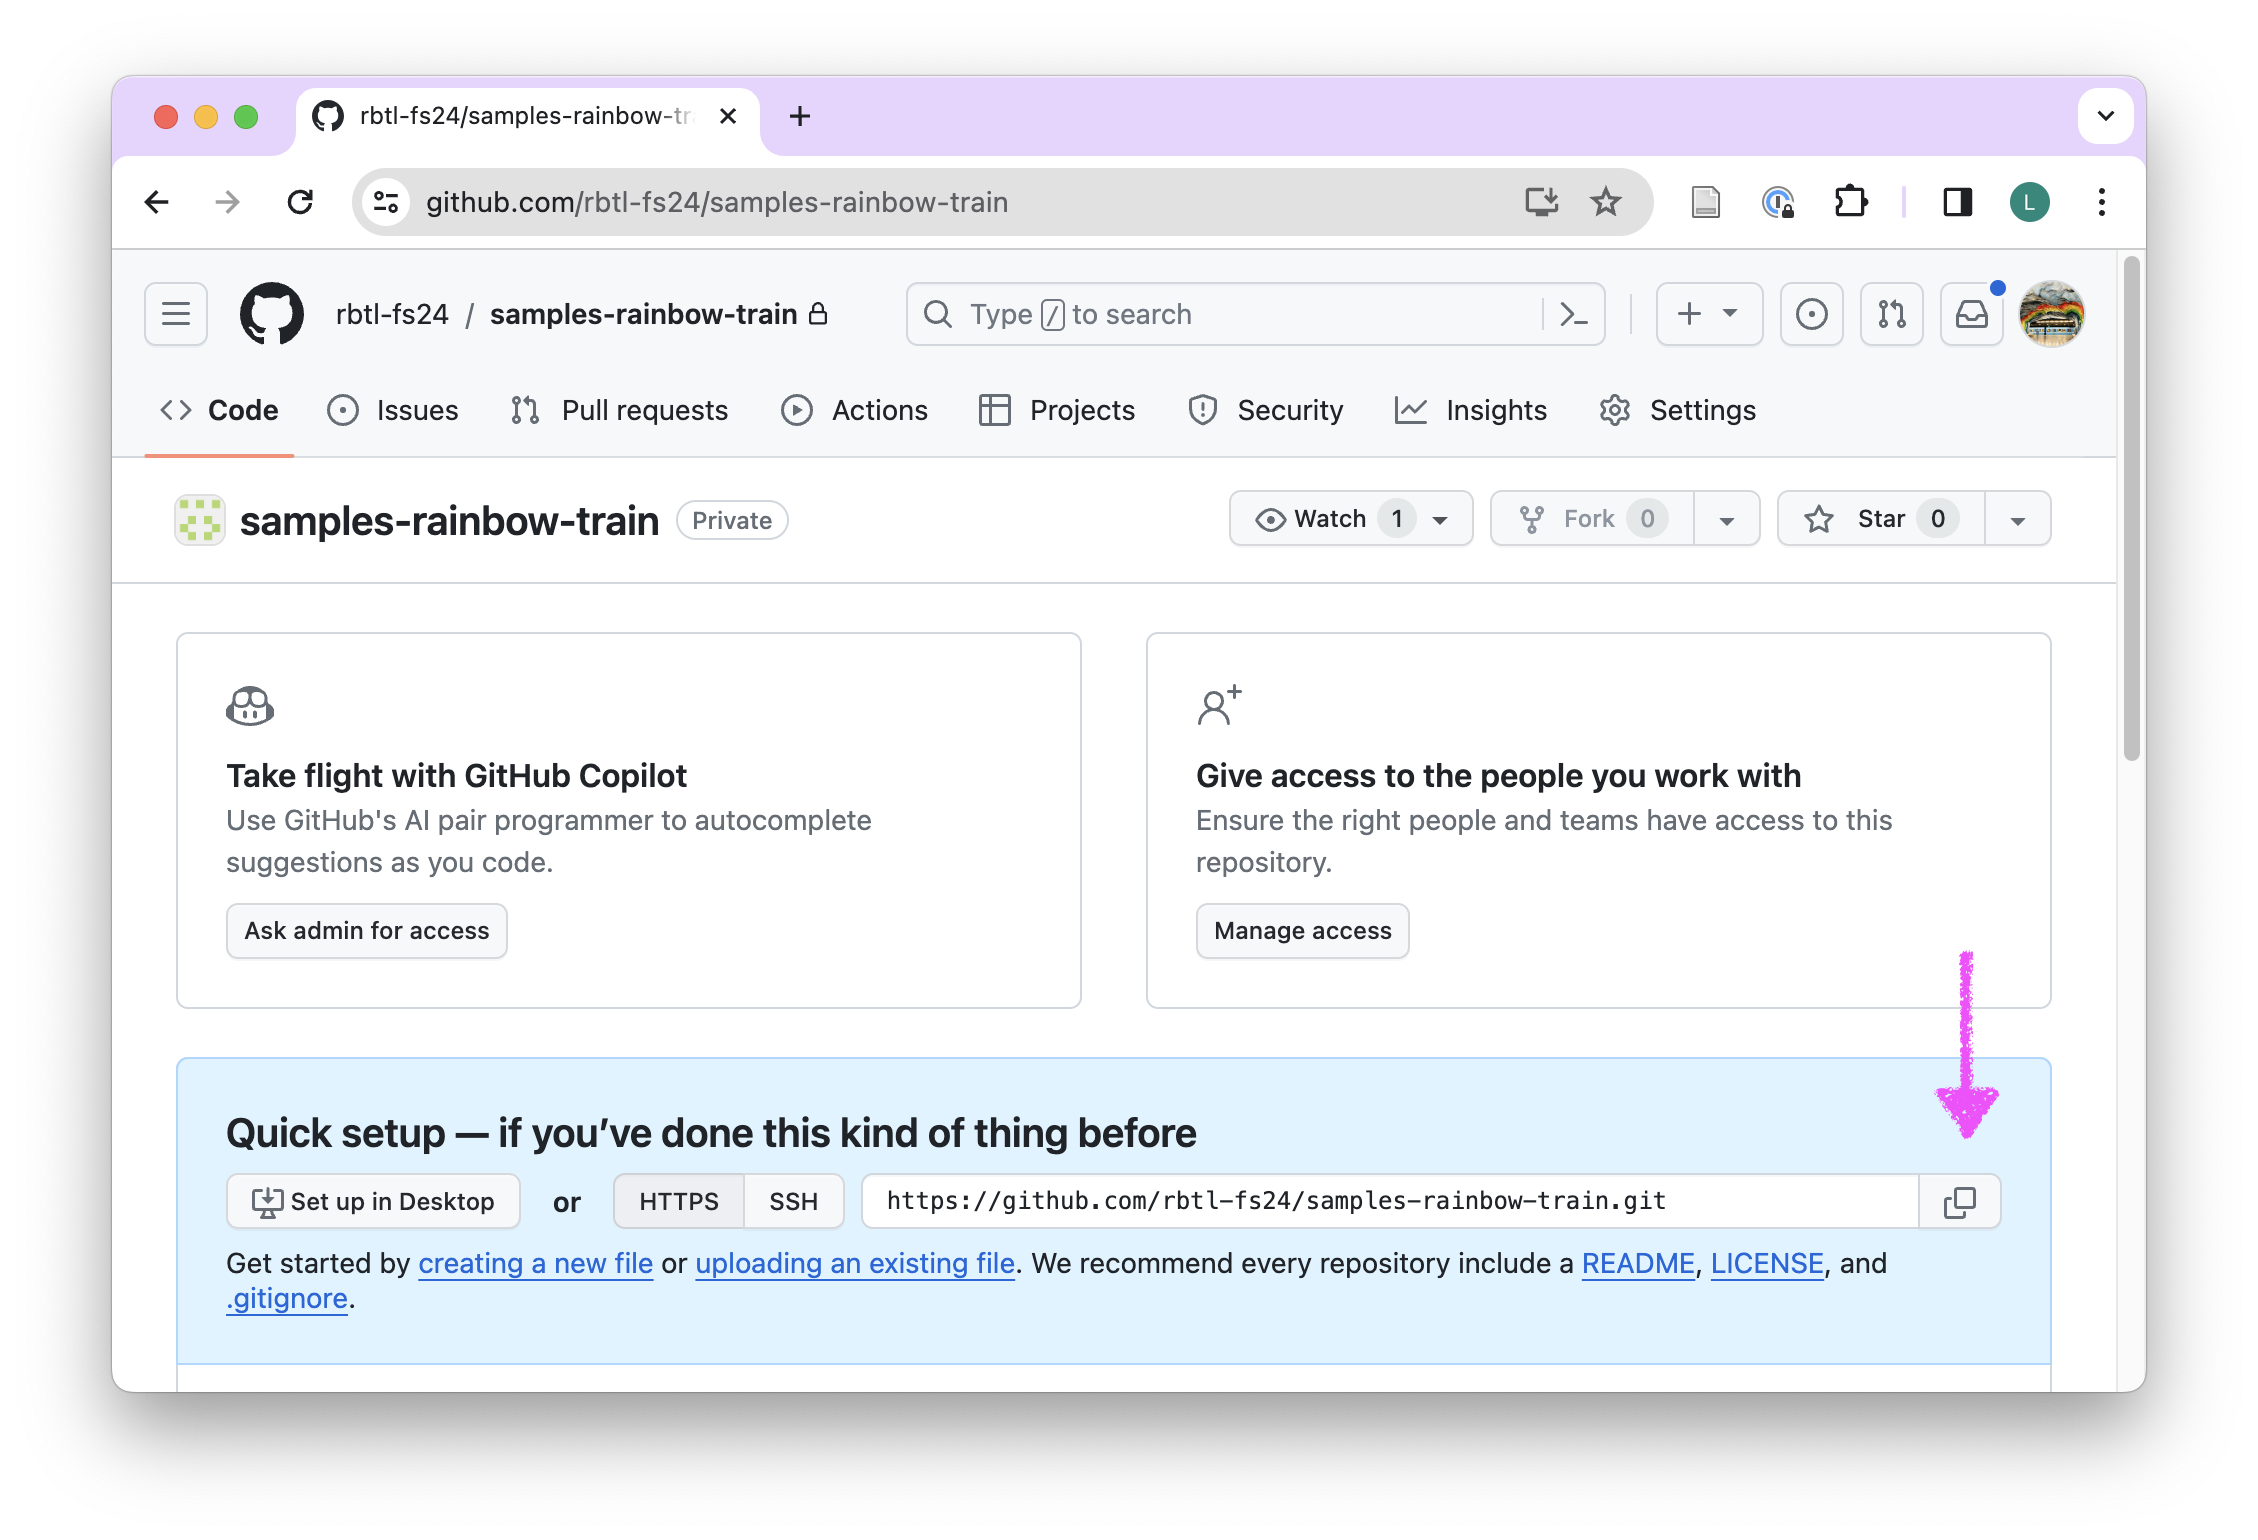 rbtl-fs24/samples-rainbow-tr
github.com/rbtl-fs24/samples-rainbow-train
L
rbtl-fs24 / samples-rainbow-train
Type / to search
Code Issues Pull requests Actions Projects Security Insights Settings
samples-rainbow-train Private
Watch 1 Fork 0 Star 0
Take flight with GitHub Copilot
Use GitHub's AI pair programmer to autocomplete
suggestions as you code.
Ask admin for access
Give access to the people you work with
Ensure the right people and teams have access to this
repository.
Manage access
Quick setup — if you’ve done this kind of thing before
Set up in Desktop or HTTPS SSH https://github.com/rbtl-fs24/samples-rainbow-train.git
Get started by creating a new file or uploading an existing file. We recommend every repository include a README, LICENSE, and
.gitignore.